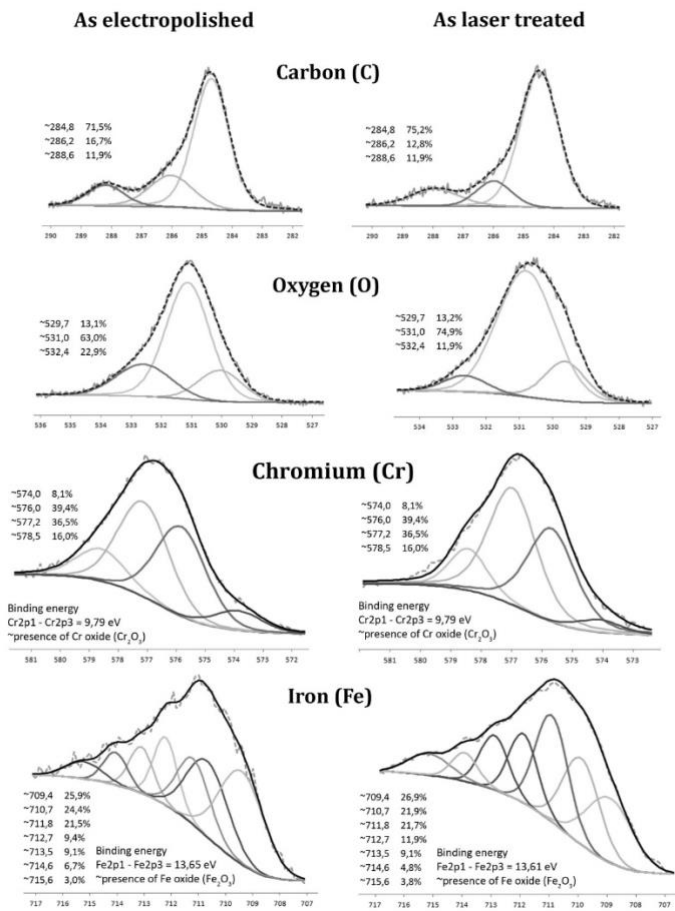 As electropolished
As laser treated
Carbon (C)
~284,8 71,5%
~286,2 16,7%
~288,6 11,9%
290 289 288 287 286 285 284 283 282
~284,8 75,2%
~286,2 12,8%
~288,6 11,9%
290 289 288 287 286 285 284 283 282
Oxygen (O)
~529,7 13,1%
~531,0 63,0%
~532,4 22,9%
536 535 534 533 532 531 530 529 528 527
~529,7 13,2%
~531,0 74,9%
~532,4 11,9%
534 533 532 531 530 529 528 527
Chromium (Cr)
~574,0 8,1%
~576,0 39,4%
~577,2 36,5%
~578,5 16,0%
Binding energy
Cr2p1 - Cr2p3 = 9,79 eV
~presence of Cr oxide (Cr₂O₃)
581 580 579 578 577 576 575 574 573 572
~574,0 8,1%
~576,0 39,4%
~577,2 36,5%
~578,5 16,0%
Binding energy
Cr2p1 - Cr2p3 = 9,79 eV
~presence of Cr oxide (Cr₂O₃)
581 580 579 578 577 576 575 574 573
Iron (Fe)
~709,4 25,9%
~710,7 24,4%
~711,8 21,5%
~712,7 9,4%
~713,5 9,1%
~714,6 6,7%
~715,6 3,0%
Binding energy
Fe2p1 - Fe2p3 = 13,65 eV
~presence of Fe oxide (Fe₂O₃)
717 716 715 714 713 712 711 710 709 708 707
~709,4 26,9%
~710,7 21,9%
~711,8 21,7%
~712,7 11,9%
~713,5 9,1%
~714,6 4,8%
~715,6 3,8%
Binding energy
Fe2p1 - Fe2p3 = 13,61 eV
~presence of Fe oxide (Fe₂O₃)
717 716 715 714 713 712 711 710 709 708 707